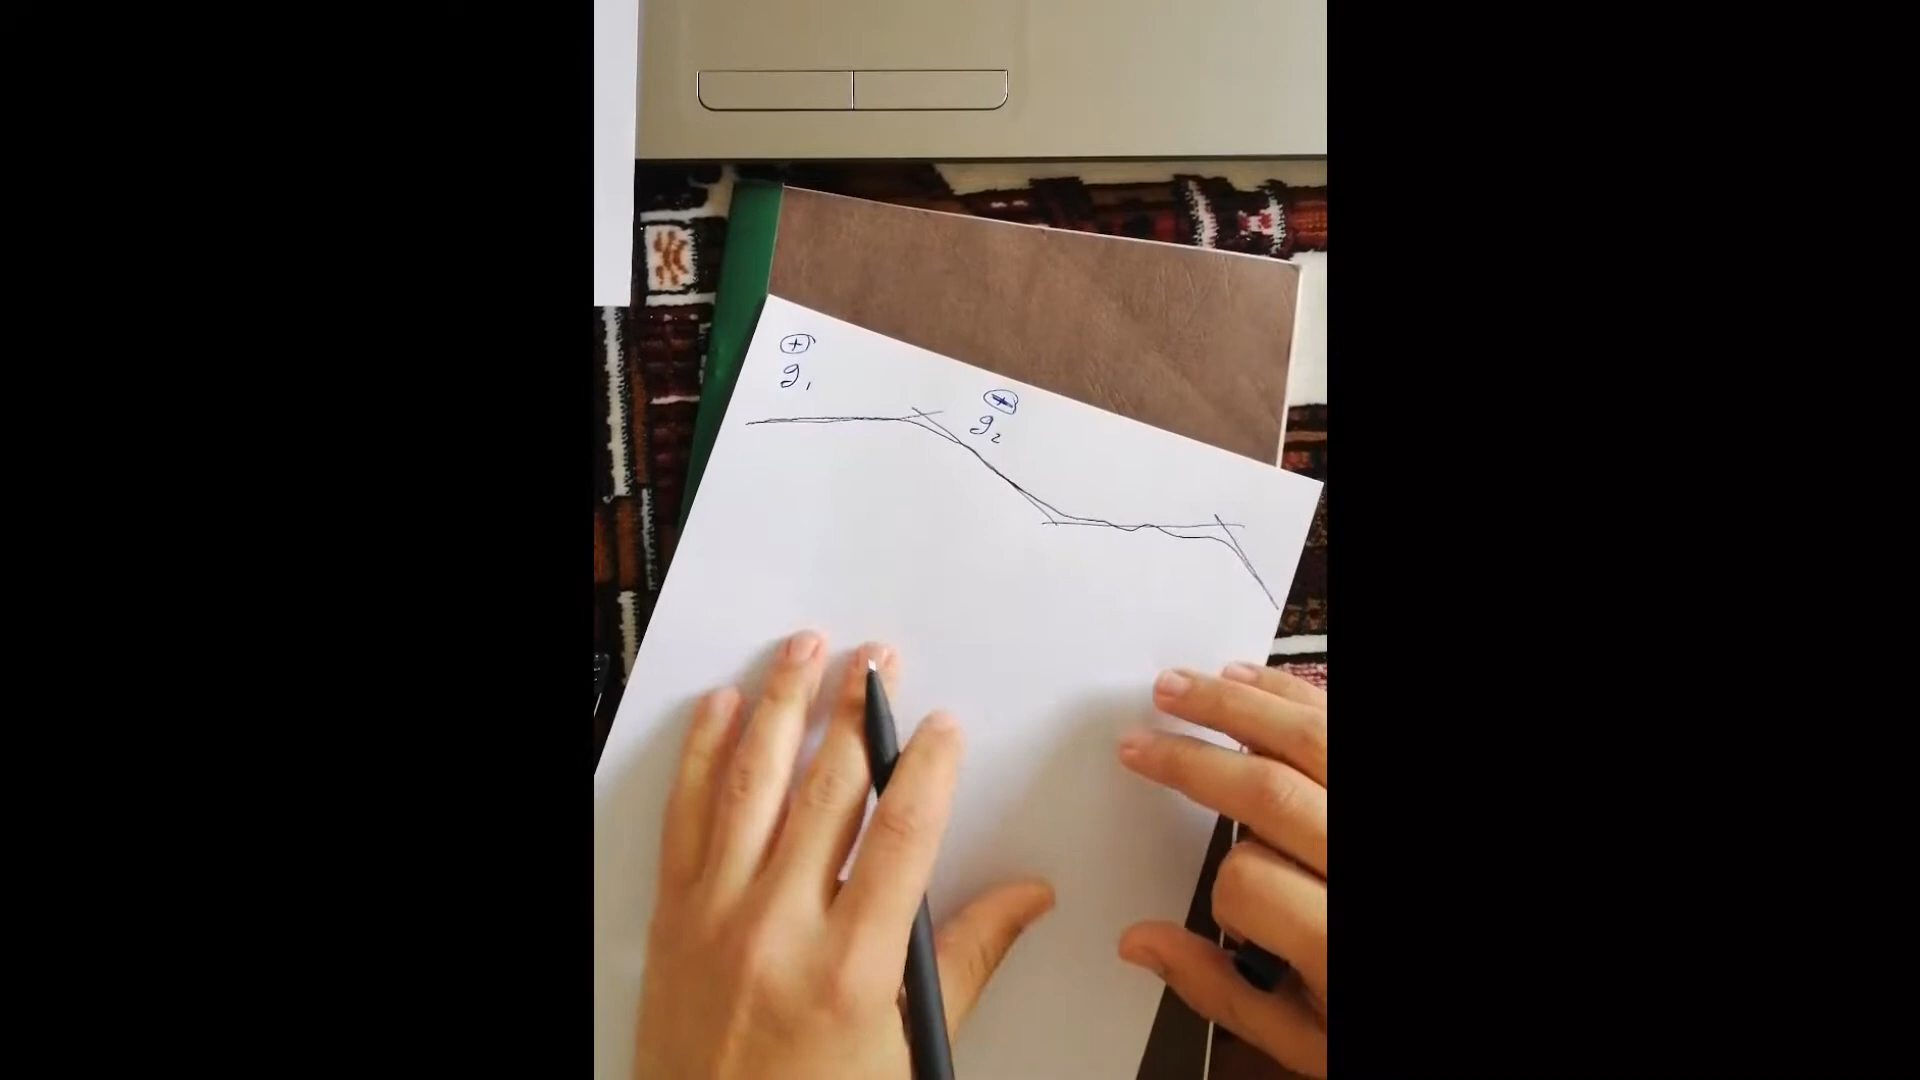 +
g₁
+
g₂